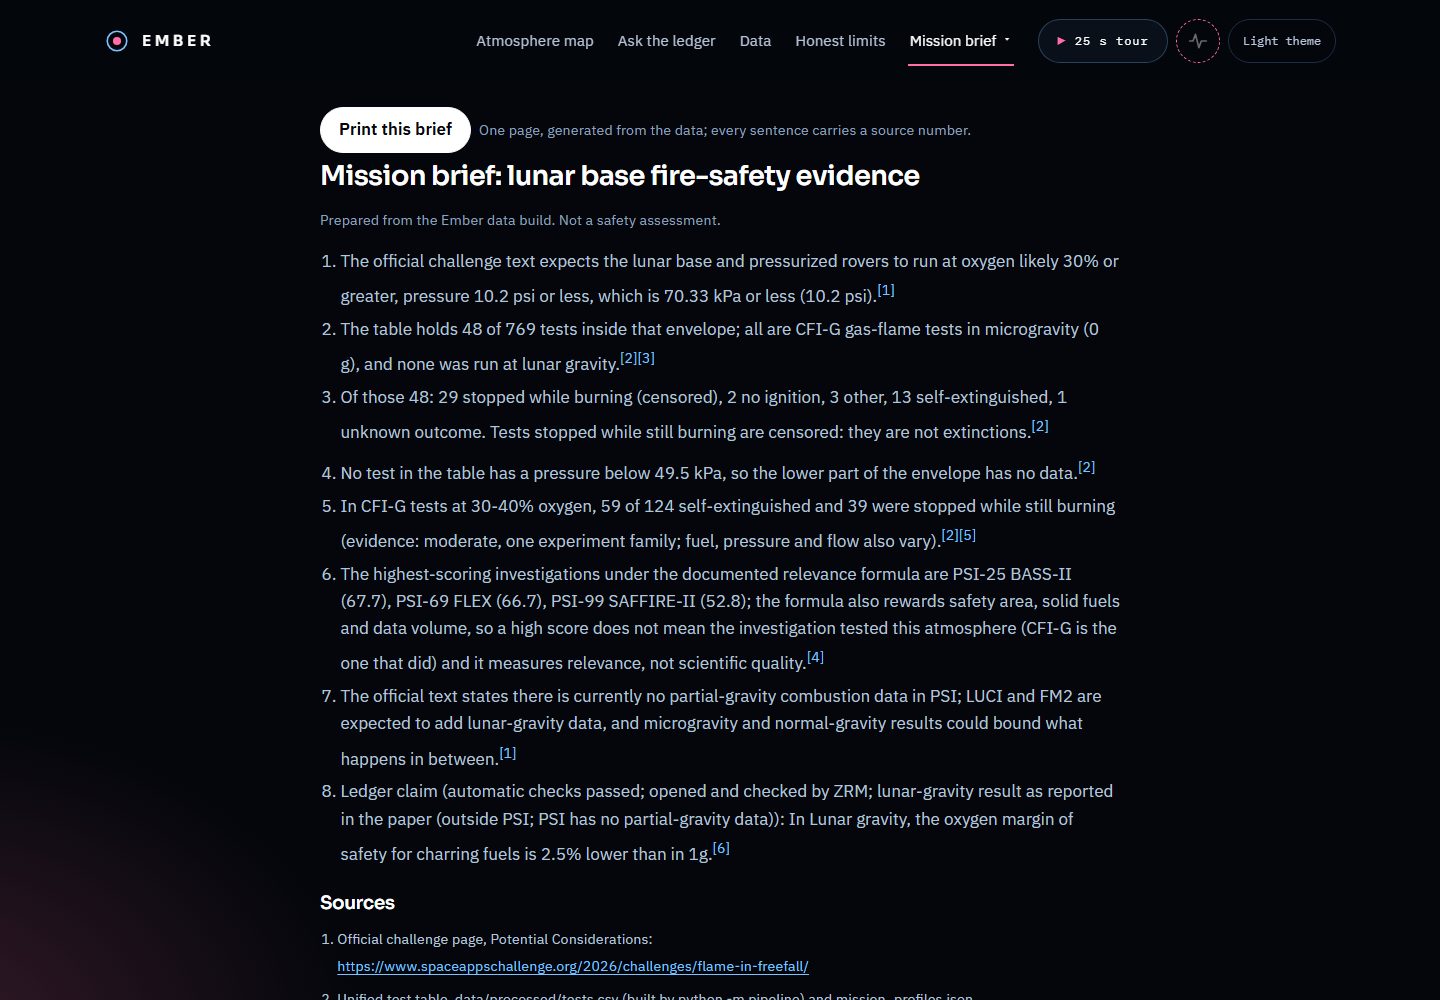 EMBER
Atmosphere map
Ask the ledger
Data
Honest limits
Mission brief
25 s tour
Light theme
Print this brief
One page, generated from the data; every sentence carries a source number.
Mission brief: lunar base fire-safety evidence
Prepared from the Ember data build. Not a safety assessment.
1. The official challenge text expects the lunar base and pressurized rovers to run at oxygen likely 30% or
greater, pressure 10.2 psi or less, which is 70.33 kPa or less (10.2 psi).[1]
2. The table holds 48 of 769 tests inside that envelope; all are CFI-G gas-flame tests in microgravity (0
g), and none was run at lunar gravity.[2][3]
3. Of those 48: 29 stopped while burning (censored), 2 no ignition, 3 other, 13 self-extinguished, 1
unknown outcome. Tests stopped while still burning are censored: they are not extinctions.[2]
4. No test in the table has a pressure below 49.5 kPa, so the lower part of the envelope has no data.[2]
5. In CFI-G tests at 30-40% oxygen, 59 of 124 self-extinguished and 39 were stopped while still burning
(evidence: moderate, one experiment family; fuel, pressure and flow also vary).[2][5]
6. The highest-scoring investigations under the documented relevance formula are PSI-25 BASS-II
(67.7), PSI-69 FLEX (66.7), PSI-99 SAFFIRE-II (52.8); the formula also rewards safety area, solid fuels
and data volume, so a high score does not mean the investigation tested this atmosphere (CFI-G is the
one that did) and it measures relevance, not scientific quality.[4]
7. The official text states there is currently no partial-gravity combustion data in PSI; LUCI and FM2 are
expected to add lunar-gravity data, and microgravity and normal-gravity results could bound what
happens in between.[1]
8. Ledger claim (automatic checks passed; opened and checked by ZRM; lunar-gravity result as reported
in the paper (outside PSI; PSI has no partial-gravity data)): In Lunar gravity, the oxygen margin of
safety for charring fuels is 2.5% lower than in 1g.[6]
Sources
1. Official challenge page, Potential Considerations:
https://www.spaceappschallenge.org/2026/challenges/flame-in-freefall/
2. Unified test table, data/processed/tests.csv (built by python -m pipeline) and mission_profiles.json